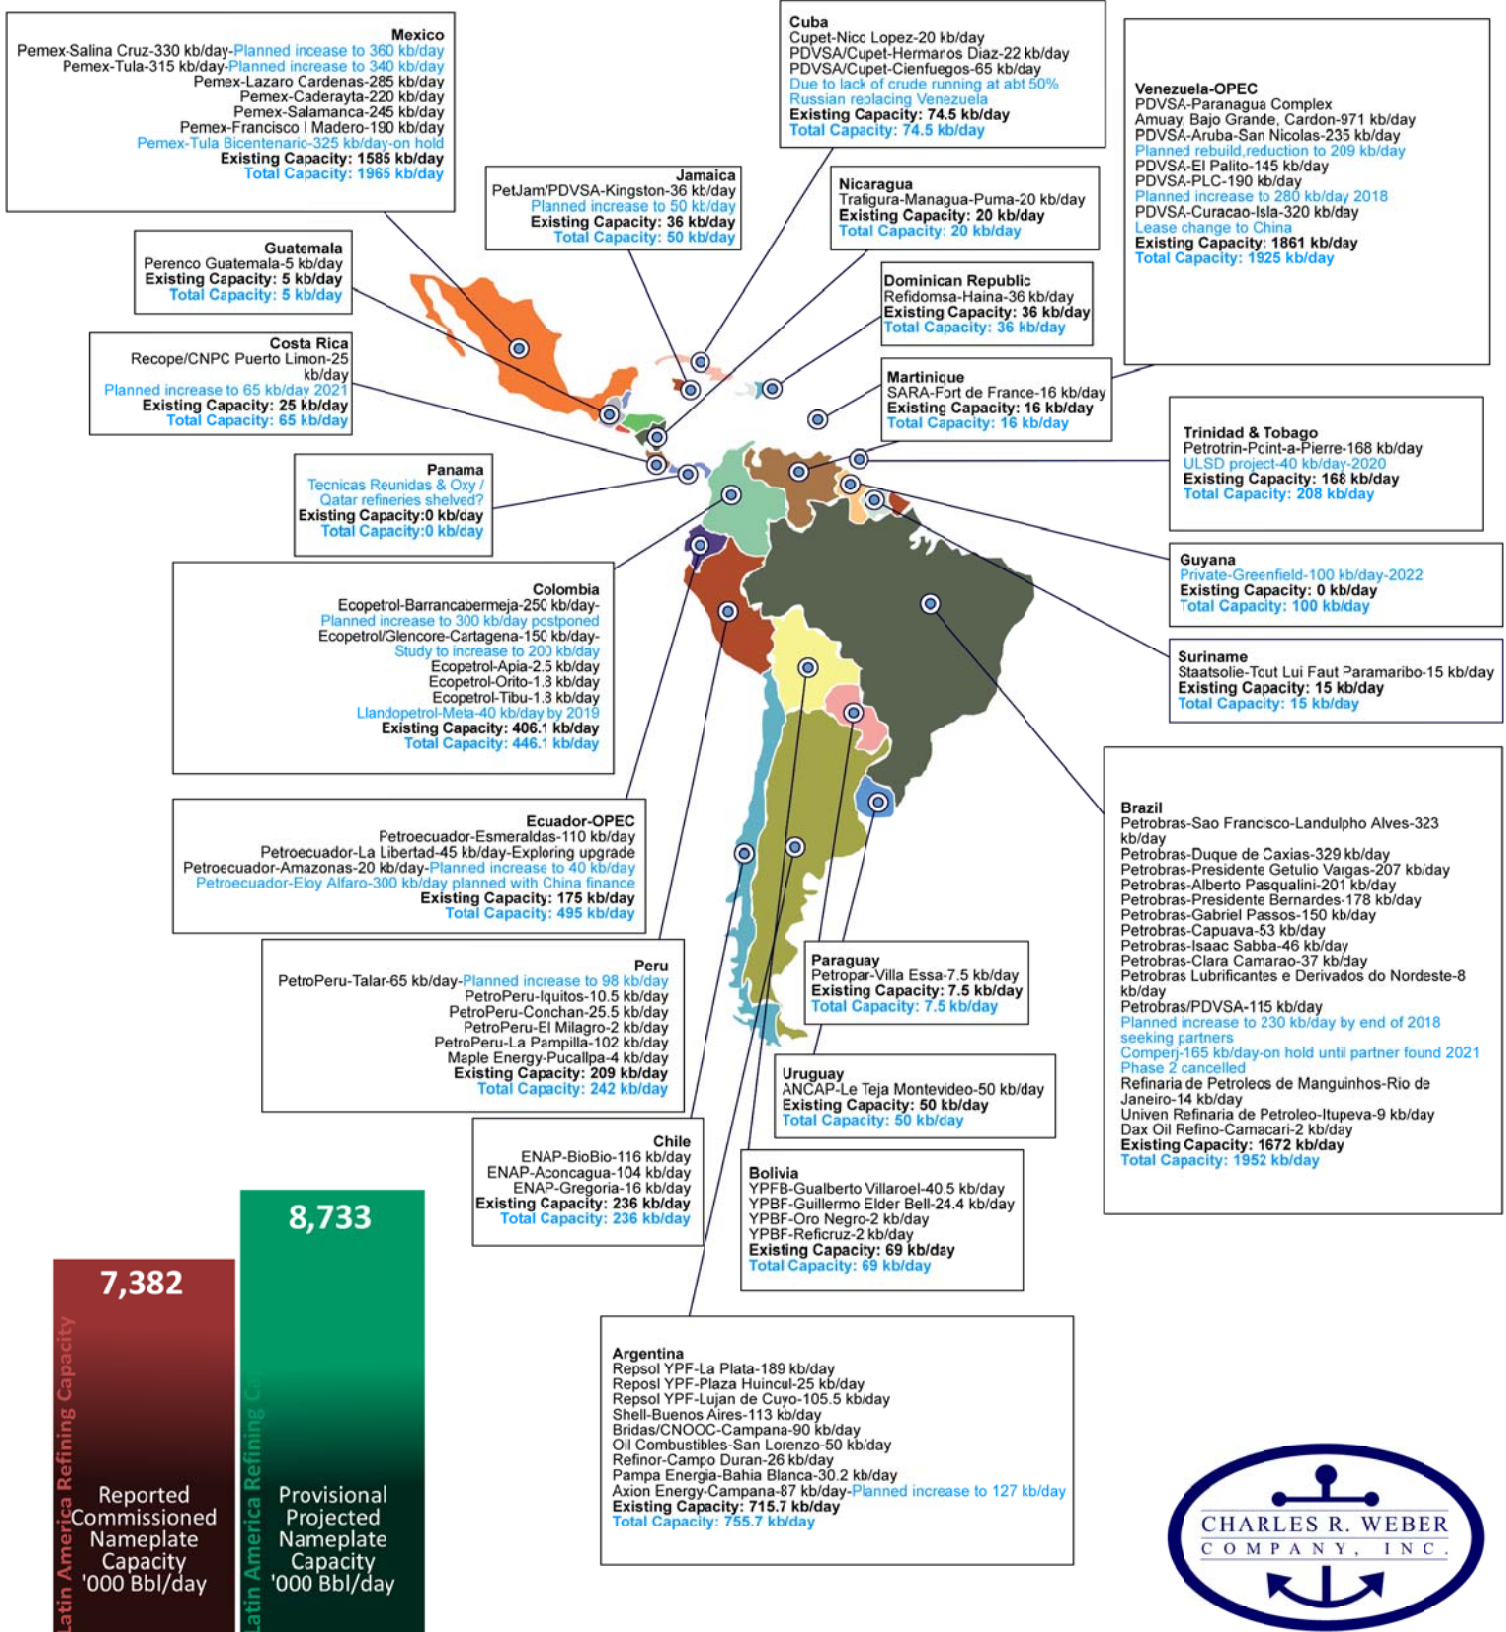 Mexico
Pemex-Salina Cruz-330 kb/day-Planned incease to 360 kb/day
Pemex-Tula-315 kb/day-Planned increase to 340 kb/day
Pemex-Lazaro Cardenas-285 kb/day
Pemex-Caderayta-220 kb/day
Pemex-Salamanca-245 kb/day
Pemex-Francisco I Madero-190 kb/day
Pemex-Tula Bicentenario-325 kb/day-on hold
Existing Capacity: 1585 kb/day
Total Capacity: 1965 kb/day
Cuba
Cupet-Nico Lopez-20 kb/day
PDVSA/Cupet-Hermanos Diaz-22 kb/day
PDVSA/Cupet-Cienfuegos-65 kb/day
Due to lack of crude running at abt 50%
Russian replacing Venezuela
Existing Capacity: 74.5 kb/day
Total Capacity: 74.5 kb/day
Venezuela-OPEC
PDVSA-Paranagua Complex
Amuay, Bajo Grande, Cardon-971 kb/day
PDVSA-Aruba-San Nicolas-235 kb/day
Planned rebuild,reduction to 209 kb/day
PDVSA-El Palito-145 kb/day
PDVSA-PLC-190 kb/day
Planned increase to 280 kb/day 2018
PDVSA-Curacao-Isla-320 kb/day
Lease change to China
Existing Capacity: 1861 kb/day
Total Capacity: 1925 kb/day
Jamaica
PetJam/PDVSA-Kingston-36 kb/day
Planned increase to 50 kb/day
Existing Capacity: 36 kb/day
Total Capacity: 50 kb/day
Nicaragua
Trafigura-Managua-Puma-20 kb/day
Existing Capacity: 20 kb/day
Total Capacity: 20 kb/day
Guatemala
Perenco Guatemala-5 kb/day
Existing Capacity: 5 kb/day
Total Capacity: 5 kb/day
Dominican Republic
Refidomsa-Haina-36 kb/day
Existing Capacity: 36 kb/day
Total Capacity: 36 kb/day
Costa Rica
Recope/CNPC Puerto Limon-25
kb/day
Planned increase to 65 kb/day 2021
Existing Capacity: 25 kb/day
Total Capacity: 65 kb/day
Martinique
SARA-Fort de France-16 kb/day
Existing Capacity: 16 kb/day
Total Capacity: 16 kb/day
Trinidad & Tobago
Petrotrin-Point-a-Pierre-168 kb/day
ULSD project-40 kb/day-2020
Existing Capacity: 168 kb/day
Total Capacity: 208 kb/day
Panama
Tecnicas Reunidas & Oxy /
Qatar refineries shelved?
Existing Capacity:0 kb/day
Total Capacity:0 kb/day
Guyana
Private-Greenfield-100 kb/day-2022
Existing Capacity: 0 kb/day
Total Capacity: 100 kb/day
Colombia
Ecopetrol-Barrancabermeja-250 kb/day-
Planned increase to 300 kb/day postponed
Ecopetrol/Glencore-Cartagena-150 kb/day-
Study to increase to 200 kb/day
Ecopetrol-Apia-2.5 kb/day
Ecopetrol-Orito-1.8 kb/day
Ecopetrol-Tibu-1.8 kb/day
Llandopetrol-Meta-40 kb/day by 2019
Existing Capacity: 406.1 kb/day
Total Capacity: 446.1 kb/day
Suriname
Staatsolie-Tout Lui Faut Paramaribo-15 kb/day
Existing Capacity: 15 kb/day
Total Capacity: 15 kb/day
Ecuador-OPEC
Petroecuador-Esmeraldas-110 kb/day
Petroecuador-La Libertad-45 kb/day-Exploring upgrade
Petroecuador-Amazonas-20 kb/day-Planned increase to 40 kb/day
Petroecuador-Eloy Alfaro-300 kb/day planned with China finance
Existing Capacity: 175 kb/day
Total Capacity: 495 kb/day
Brazil
Petrobras-Sao Francisco-Landulpho Alves-323
kb/day
Petrobras-Duque de Caxias-329 kb/day
Petrobras-Presidente Getulio Vargas-207 kb/day
Petrobras-Alberto Pasqualini-201 kb/day
Petrobras-Presidente Bernardes-178 kb/day
Petrobras-Gabriel Passos-150 kb/day
Petrobras-Capuava-53 kb/day
Petrobras-Isaac Sabba-46 kb/day
Petrobras-Clara Camarao-37 kb/day
Petrobras Lubrificantes e Derivados do Nordeste-8
kb/day
Petrobras/PDVSA-115 kb/day
Planned increase to 230 kb/day by end of 2018
seeking partners
Comperj-165 kb/day-on hold until partner found 2021
Phase 2 cancelled
Refinaria de Petroleos de Manguinhos-Rio de
Janeiro-14 kb/day
Univen Refinaria de Petroleo-Itupeva-9 kb/day
Dax Oil Refino-Camacari-2 kb/day
Existing Capacity: 1672 kb/day
Total Capacity: 1952 kb/day
Peru
PetroPeru-Talar-65 kb/day-Planned increase to 98 kb/day
PetroPeru-Iquitos-10.5 kb/day
PetroPeru-Conchan-25.5 kb/day
PetroPeru-El Milagro-2 kb/day
PetroPeru-La Pampilla-102 kb/day
Maple Energy-Pucallpa-4 kb/day
Existing Capacity: 209 kb/day
Total Capacity: 242 kb/day
Paraguay
Petropar-Villa Essa-7.5 kb/day
Existing Capacity: 7.5 kb/day
Total Capacity: 7.5 kb/day
Uruguay
ANCAP-Le Teja Montevideo-50 kb/day
Existing Capacity: 50 kb/day
Total Capacity: 50 kb/day
Chile
ENAP-BioBio-116 kb/day
ENAP-Aconcagua-104 kb/day
ENAP-Gregoria-16 kb/day
Existing Capacity: 236 kb/day
Total Capacity: 236 kb/day
Bolivia
YPFB-Gualberto Villaroel-40.5 kb/day
YPBF-Guillermo Elder Bell-24.4 kb/day
YPBF-Oro Negro-2 kb/day
YPBF-Reficruz-2 kb/day
Existing Capacity: 69 kb/day
Total Capacity: 69 kb/day
Argentina
Repsol YPF-La Plata-189 kb/day
Reposl YPF-Plaza Huincul-25 kb/day
Repsol YPF-Lujan de Cuyo-105.5 kb/day
Shell-Buenos Aires-113 kb/day
Bridas/CNOOC-Campana-90 kb/day
Oil Combustibles-San Lorenzo-50 kb/day
Refinor-Campo Duran-26 kb/day
Pampa Energia-Bahia Blanca-30.2 kb/day
Axion Energy-Campana-87 kb/day-Planned increase to 127 kb/day
Existing Capacity: 715.7 kb/day
Total Capacity: 755.7 kb/day
7,382
Latin America Refining Capacity
Reported
Commissioned
Nameplate
Capacity
'000 Bbl/day
8,733
Latin America Refining Ca
Provisional
Projected
Nameplate
Capacity
'000 Bbl/day
CHARLES R. WEBER
COMPANY, INC.